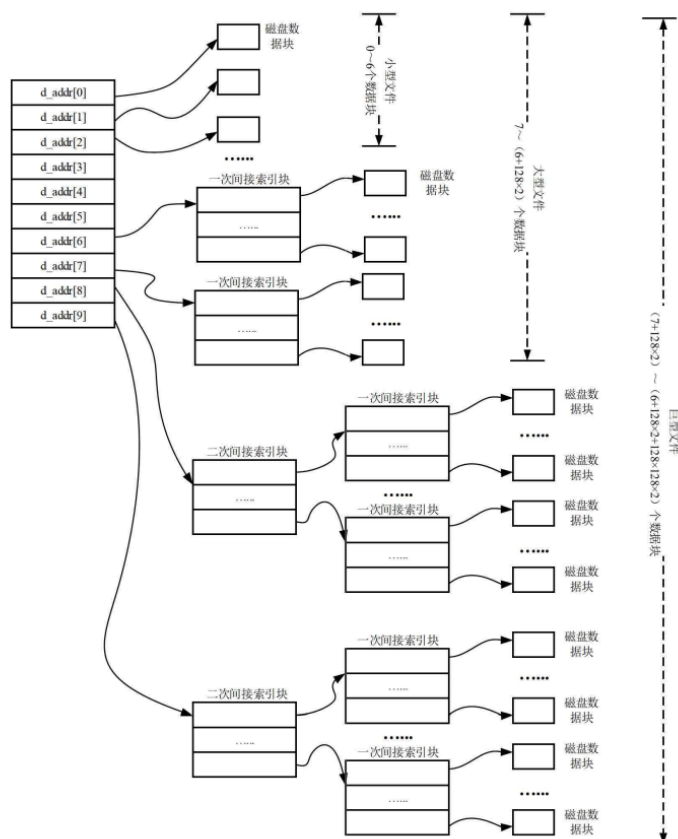 磁盘数
据块
小型文件
0～6个数据块
大型文件
7～（6+128×2）个数据块
巨型文件
（7+128×2）～（6+128×2+128×128×2）个数据块
d_addr[0]
d_addr[1]
d_addr[2]
d_addr[3]
d_addr[4]
d_addr[5]
d_addr[6]
d_addr[7]
d_addr[8]
d_addr[9]
……
一次间接索引块
……
磁盘数
据块
……
一次间接索引块
……
……
一次间接索引块
……
磁盘数
据块
……
磁盘数
据块
二次间接索引块
……
……
一次间接索引块
……
磁盘数
据块
……
磁盘数
据块
一次间接索引块
……
磁盘数
据块
……
磁盘数
据块
二次间接索引块
……
……
一次间接索引块
……
磁盘数
据块
……
磁盘数
据块